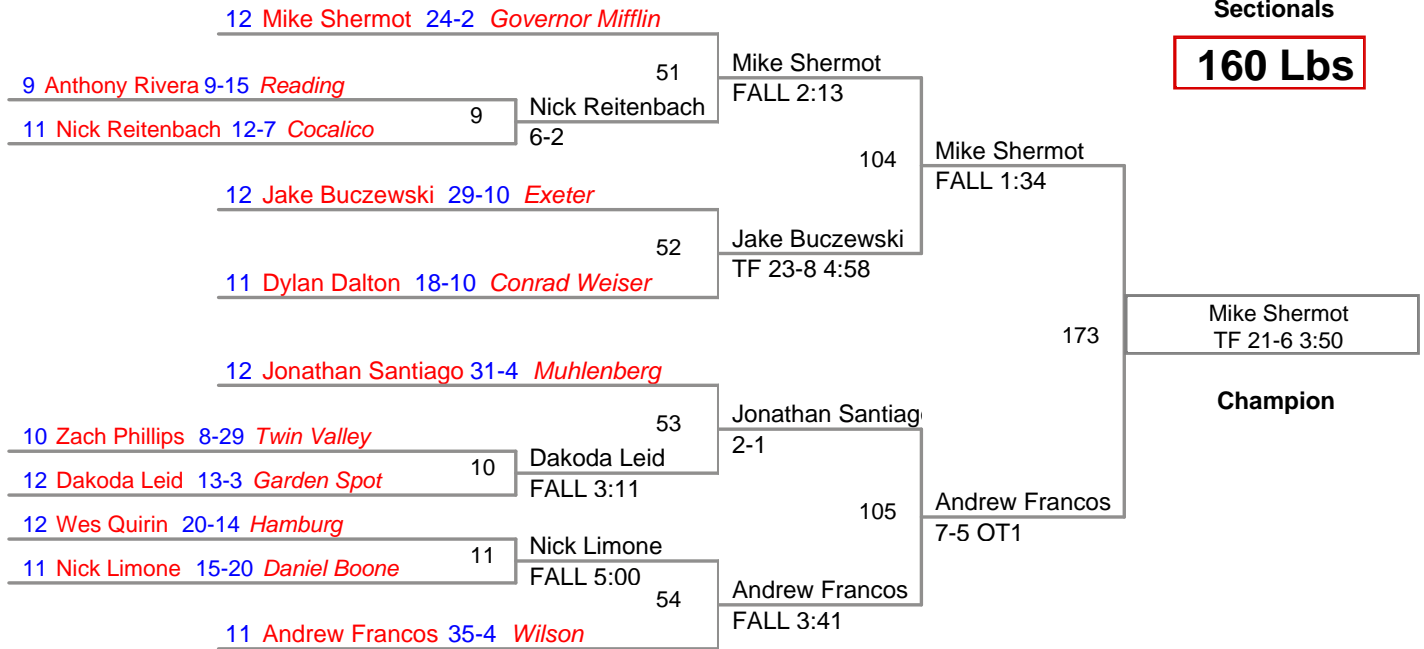 Sectionals
160 Lbs
12 Mike Shermot 24-2 Governor Mifflin
51
Mike Shermot
FALL 2:13
9 Anthony Rivera 9-15 Reading
9
Nick Reitenbach
6-2
11 Nick Reitenbach 12-7 Cocalico
104
Mike Shermot
FALL 1:34
12 Jake Buczewski 29-10 Exeter
52
Jake Buczewski
TF 23-8 4:58
11 Dylan Dalton 18-10 Conrad Weiser
173
Mike Shermot
TF 21-6 3:50
Champion
12 Jonathan Santiago 31-4 Muhlenberg
53
Jonathan Santiag
2-1
10 Zach Phillips 8-29 Twin Valley
10
Dakoda Leid
FALL 3:11
12 Dakoda Leid 13-3 Garden Spot
105
Andrew Francos
7-5 OT1
12 Wes Quirin 20-14 Hamburg
11
Nick Limone
FALL 5:00
11 Nick Limone 15-20 Daniel Boone
54
Andrew Francos
FALL 3:41
11 Andrew Francos 35-4 Wilson